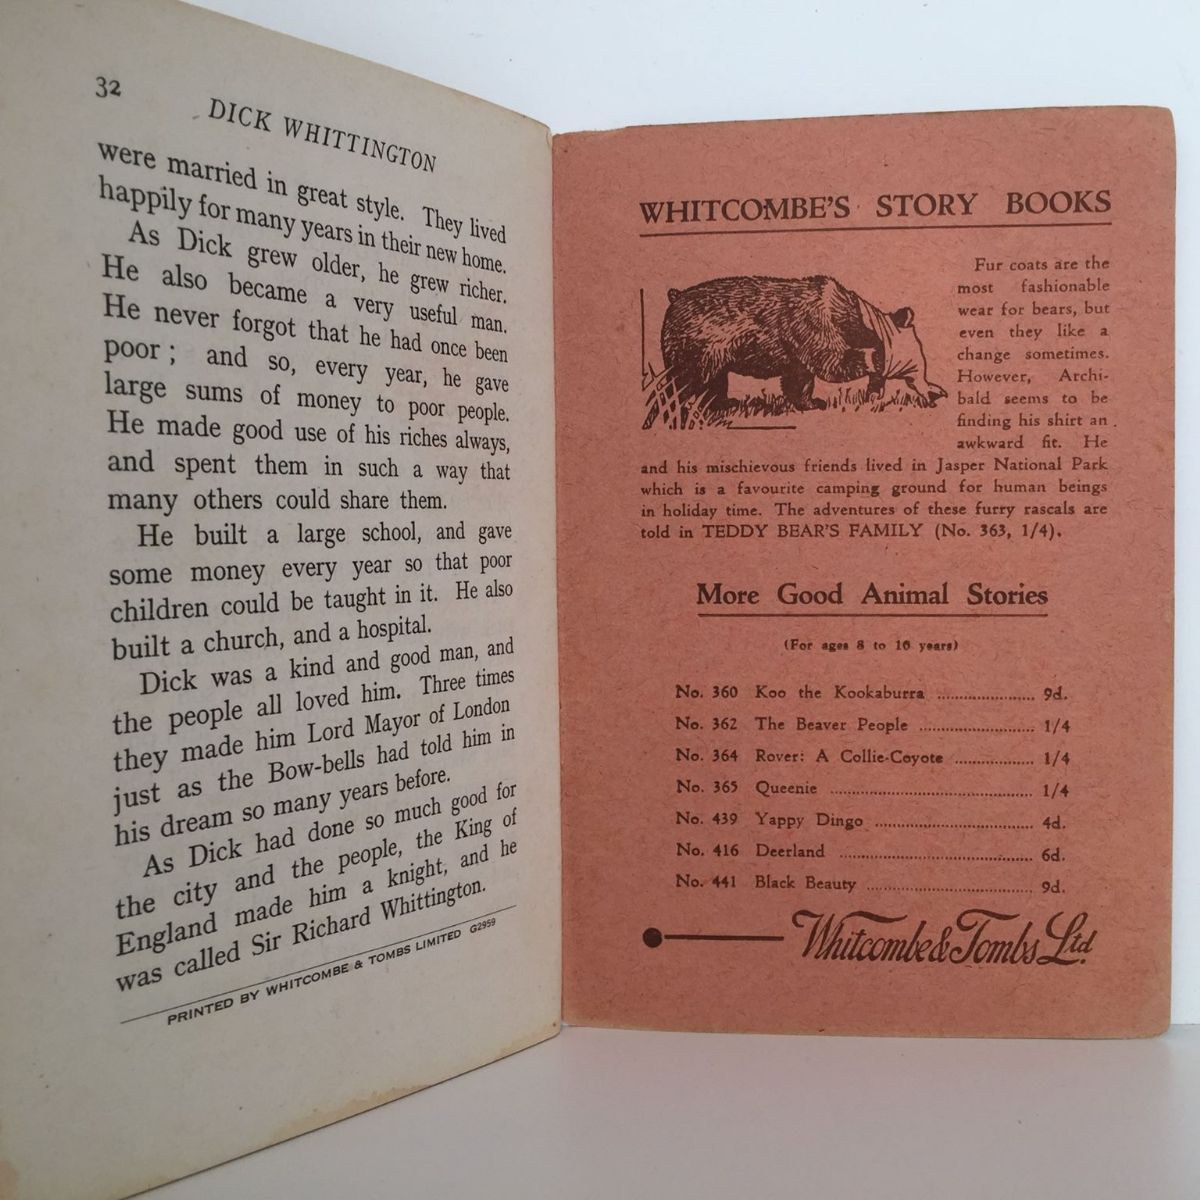 32
DICK WHITTINGTON
were married in great style. They lived
happily for many years in their new home.
As Dick grew older, he grew richer.
He also became a very useful man.
He never forgot that he had once been
poor ; and so, every year, he gave
large sums of money to poor people.
He made good use of his riches always,
and spent them in such a way that
many others could share them.
He built a large school, and gave
some money every year so that poor
children could be taught in it. He also
built a church, and a hospital.
Dick was a kind and good man, and
the people all loved him. Three times
they made him Lord Mayor of London
just as the Bow-bells had told him in
his dream so many years before.
As Dick had done so much good for
the city and the people, the King of
England made him a knight, and he
was called Sir Richard Whittington.
PRINTED BY WHITCOMBE & TOMBS LIMITED G2959
WHITCOMBE'S STORY BOOKS
Fur coats are the
most fashionable
wear for bears, but
even they like a
change sometimes.
However, Archi-
bald seems to be
finding his shirt an
awkward fit. He
and his mischievous friends lived in Jasper National Park
which is a favourite camping ground for human beings
in holiday time. The adventures of these furry rascals are
told in TEDDY BEAR'S FAMILY (No. 363, 1/4).
More Good Animal Stories
(For ages 8 to 10 years)
No. 360 Koo the Kookaburra .................. 9d.
No. 362 The Beaver People ..................... 1/4
No. 364 Rover: A Collie-Coyote ............... 1/4
No. 365 Queenie ....................................... 1/4
No. 439 Yappy Dingo .............................. 4d.
No. 416 Deerland ..................................... 6d.
No. 441 Black Beauty ................................ 9d.
Whitcombe & Tombs Ltd.